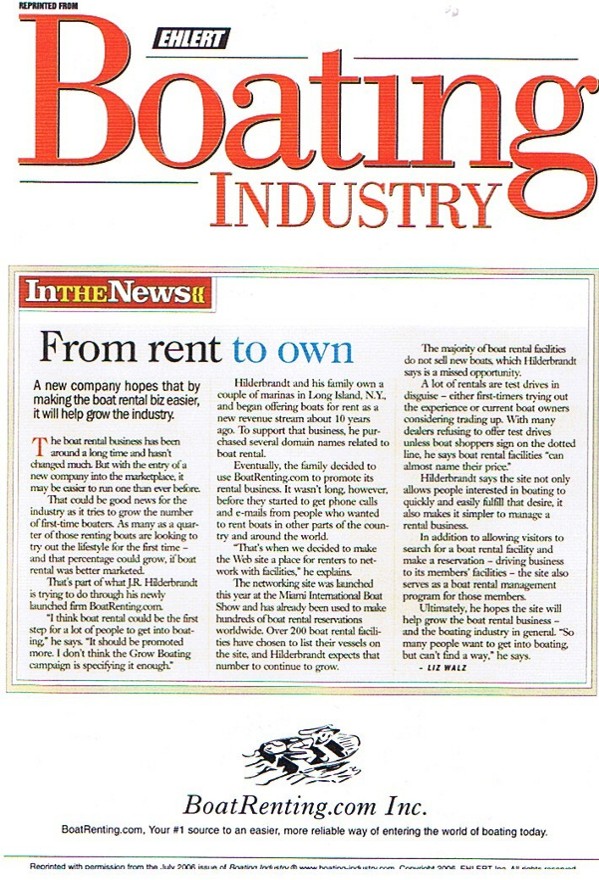 REPRINTED FROM
EHLERT
Boating
INDUSTRY
IN THE News
From rent to own
A new company hopes that by
making the boat rental biz easier,
it will help grow the industry.
The boat rental business has been
around a long time and hasn't
changed much. But with the entry of a
new company into the marketplace, it
may be easier to run one than ever before.
That could be good news for the
industry as it tries to grow the number
of first-time boaters. As many as a quar-
ter of those renting boats are looking to
try out the lifestyle for the first time –
and that percentage could grow, if boat
rental was better marketed.
That's part of what J.R. Hilderbrandt
is trying to do through his newly
launched firm BoatRenting.com.
"I think boat rental could be the first
step for a lot of people to get into boat-
ing," he says. "It should be promoted
more. I don't think the Grow Boating
campaign is specifying it enough."
Hilderbrandt and his family own a
couple of marinas in Long Island, N.Y.,
and began offering boats for rent as a
new revenue stream about 10 years
ago. To support that business, he pur-
chased several domain names related to
boat rental.
Eventually, the family decided to
use BoatRenting.com to promote its
rental business. It wasn't long, however,
before they started to get phone calls
and e-mails from people who wanted
to rent boats in other parts of the coun-
try and around the world.
"That's when we decided to make
the Web site a place for renters to net-
work with facilities," he explains.
The networking site was launched
this year at the Miami International Boat
Show and has already been used to make
hundreds of boat rental reservations
worldwide. Over 200 boat rental facili-
ties have chosen to list their vessels on
the site, and Hilderbrandt expects that
number to continue to grow.
The majority of boat rental facilities
do not sell new boats, which Hilderbrandt
says is a missed opportunity.
A lot of rentals are test drives in
disguise – either first-timers trying out
the experience or current boat owners
considering trading up. With many
dealers refusing to offer test drives
unless boat shoppers sign on the dotted
line, he says boat rental facilities "can
almost name their price."
Hilderbrandt says the site not only
allows people interested in boating to
quickly and easily fulfill that desire, it
also makes it simpler to manage a
rental business.
In addition to allowing visitors to
search for a boat rental facility and
make a reservation – driving business
to its members' facilities – the site also
serves as a boat rental management
program for those members.
Ultimately, he hopes the site will
help grow the boat rental business –
and the boating industry in general. "So
many people want to get into boating,
but can't find a way," he says.
- LIZ WALZ
BoatRenting.com Inc.
BoatRenting.com, Your #1 source to an easier, more reliable way of entering the world of boating today.
Reprinted with permission from the July 2006 issue of Boating Industry ® www.boating-industry.com. Copyright 2006, EHLERT Inc. All rights reserved